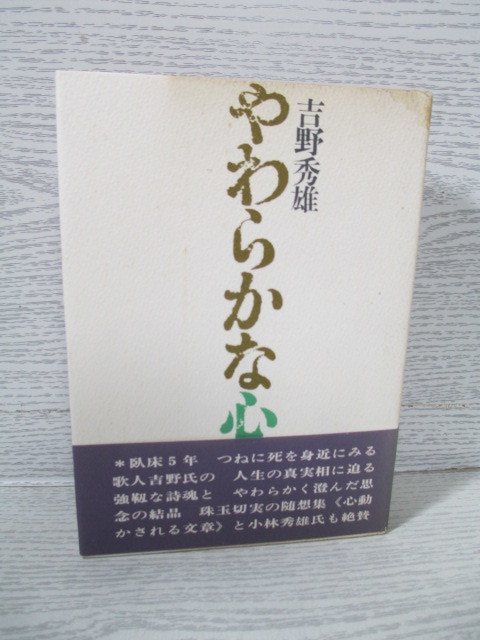 吉野秀雄
やわらかな心
*臥床5年 つねに死を身近にみる
歌人吉野氏の 人生の真実相に迫る
強靱な詩魂と やわらかく澄んだ思
念の結晶 珠玉切実の随想集《心動
かされる文章》と小林秀雄氏も絶賛